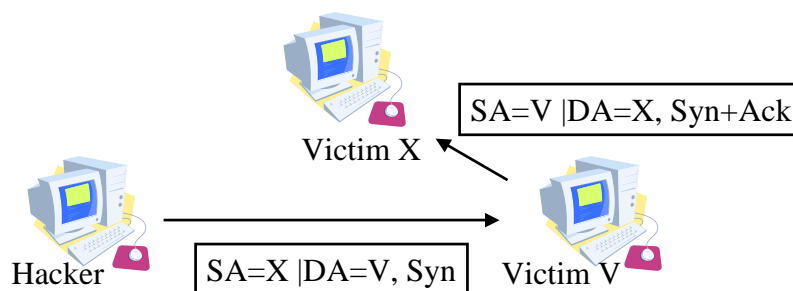 SA=V |DA=X, Syn+Ack
Victim X
Hacker
SA=X |DA=V, Syn
Victim V